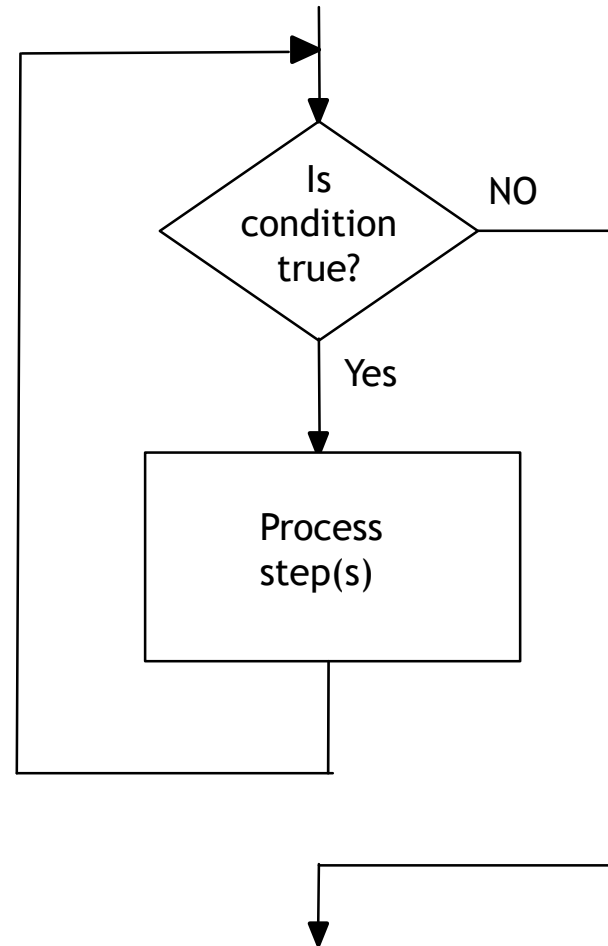 Is
condition
true?
NO
Yes
Process
step(s)